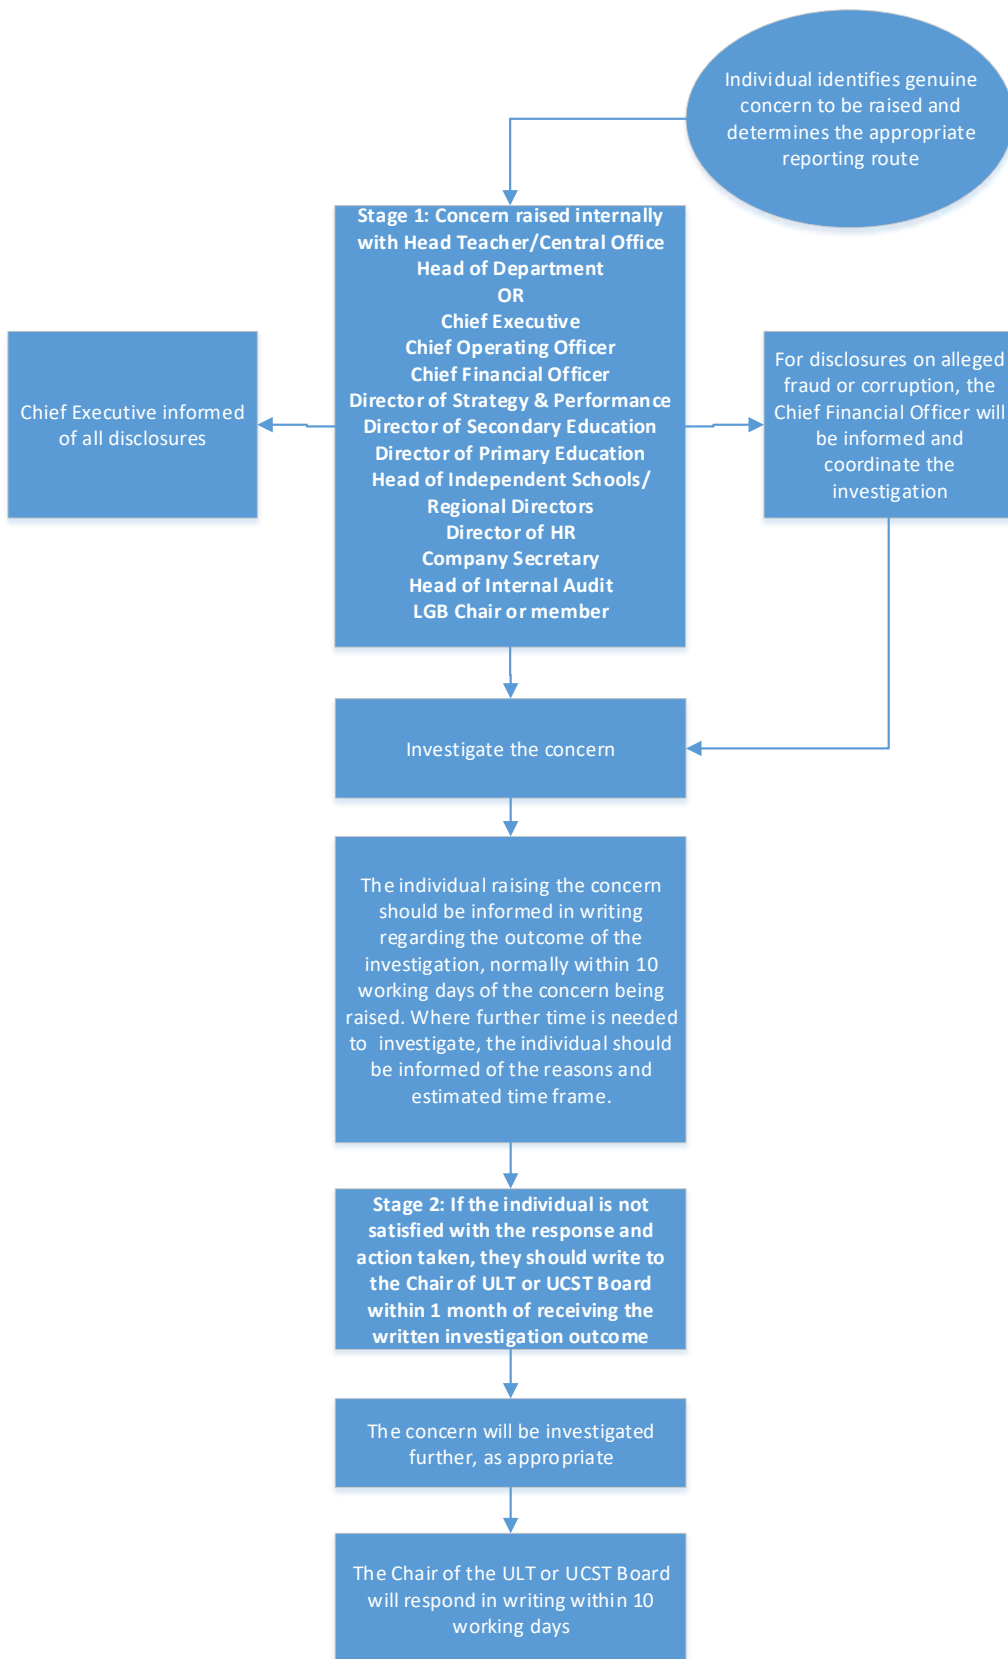 Individual identifies genuine
concern to be raised and
determines the appropriate
reporting route
Stage 1: Concern raised internally
with Head Teacher/Central Office
Head of Department
OR
Chief Executive
Chief Operating Officer
Chief Financial Officer
Director of Strategy & Performance
Director of Secondary Education
Director of Primary Education
Head of Independent Schools/
Regional Directors
Director of HR
Company Secretary
Head of Internal Audit
LGB Chair or member
Chief Executive informed
of all disclosures
For disclosures on alleged
fraud or corruption, the
Chief Financial Officer will
be informed and
coordinate the
investigation
Investigate the concern
The individual raising the concern
should be informed in writing
regarding the outcome of the
investigation, normally within 10
working days of the concern being
raised. Where further time is needed
to investigate, the individual should
be informed of the reasons and
estimated time frame.
Stage 2: If the individual is not
satisfied with the response and
action taken, they should write to
the Chair of ULT or UCST Board
within 1 month of receiving the
written investigation outcome
The concern will be investigated
further, as appropriate
The Chair of the ULT or UCST Board
will respond in writing within 10
working days